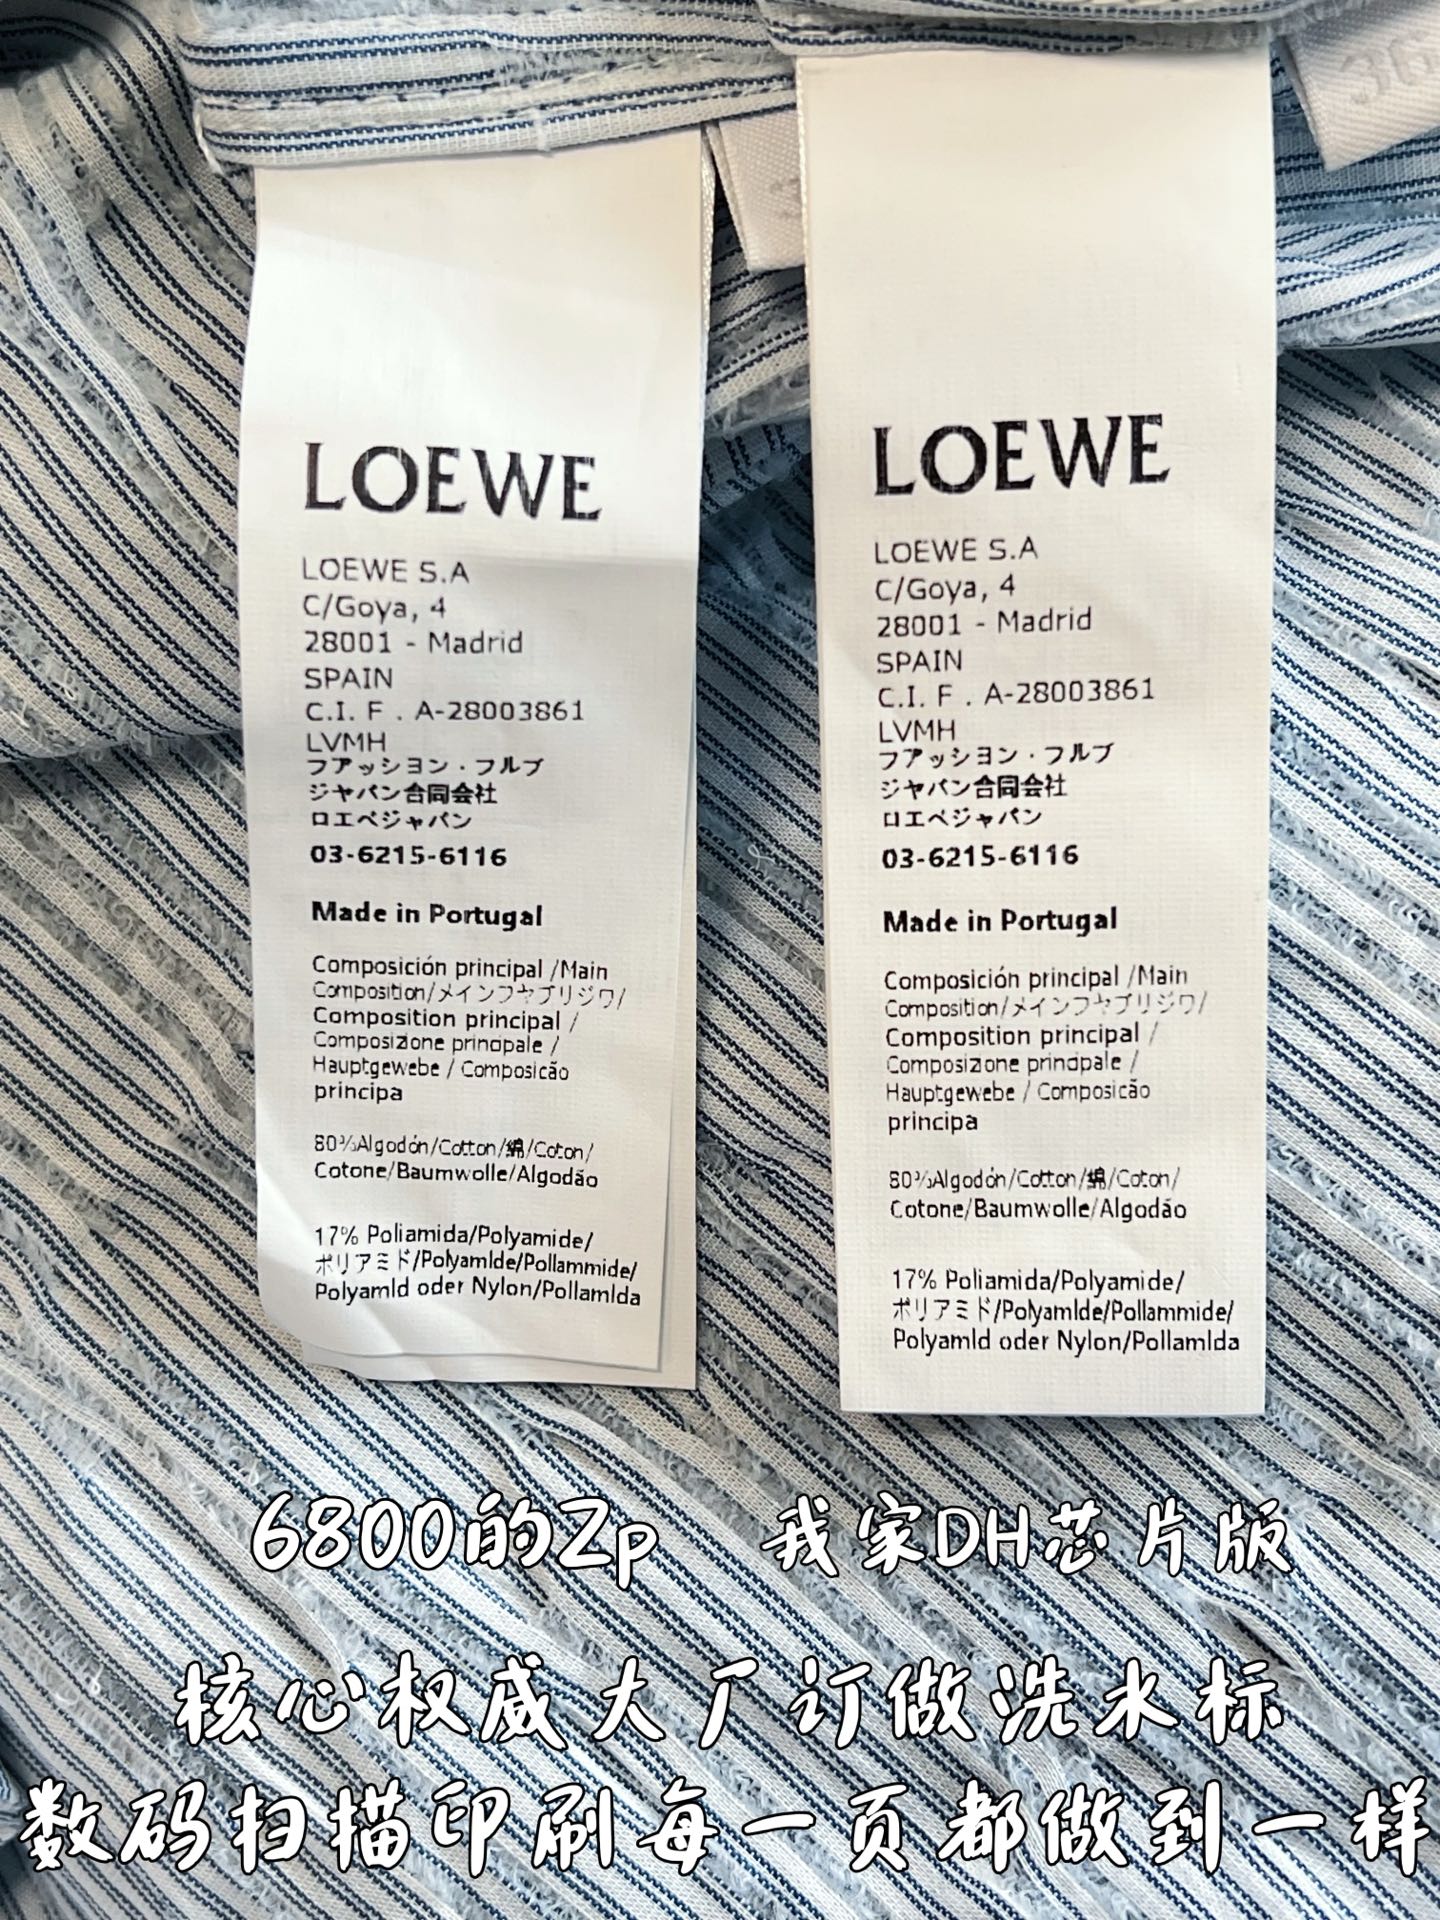 36
LOEWE
LOEWE S.A
C/Goya, 4
28001 - Madrid
SPAIN
C.I. F . A-28003861
LVMH
フアッション・フルブ
ジャパン合同会社
ロエベジャパン
03-6215-6116
Made in Portugal
Composición principal /Main
Composition/メインフヤブリジワ/
Composition principal /
Composizione principale /
Hauptgewebe / Composicão
principa
80%Algodón/Cotton/綿/Coton/
Cotone/Baumwolle/Algodão
17% Poliamida/Polyamide/
ポリアミド/Polyamlde/Pollammide/
Polyamld oder Nylon/Pollamlda
LOEWE
LOEWE S.A
C/Goya, 4
28001 - Madrid
SPAIN
C.I. F . A-28003861
LVMH
フアッション・フルブ
ジャパン合同会社
ロエベジャパン
03-6215-6116
Made in Portugal
Composición principal /Main
Composition/メインフヤブリジワ/
Composition principal /
Composizione principale /
Hauptgewebe / Composicão
principa
80%Algodón/Cotton/綿/Coton/
Cotone/Baumwolle/Algodão
17% Poliamida/Polyamide/
ポリアミド/Polyamlde/Pollammide/
Polyamld oder Nylon/Pollamlda
6800的Zp 我家DH芯片版
核心权威大厂订做洗水标
数码扫描印刷每一页都做到一样